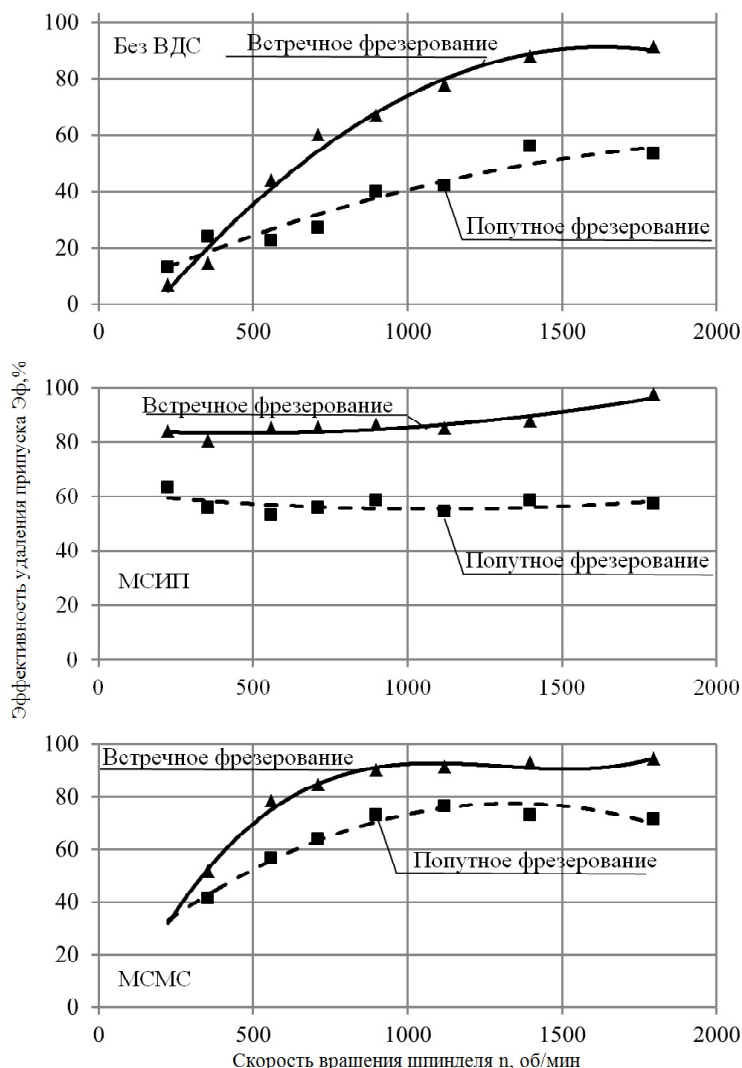 Эффективность удаления припуска Эф,%
100
80
60
40
20
0
Без ВДС
Встречное фрезерование
Попутное фрезерование
0 500 1000 1500 2000
100
80
60
40
20
0
Встречное фрезерование
Попутное фрезерование
МСИП
0 500 1000 1500 2000
100
80
60
40
20
0
Встречное фрезерование
Попутное фрезерование
МСМС
0 500 1000 1500 2000
Скорость вращения шпинделя n, об/мин